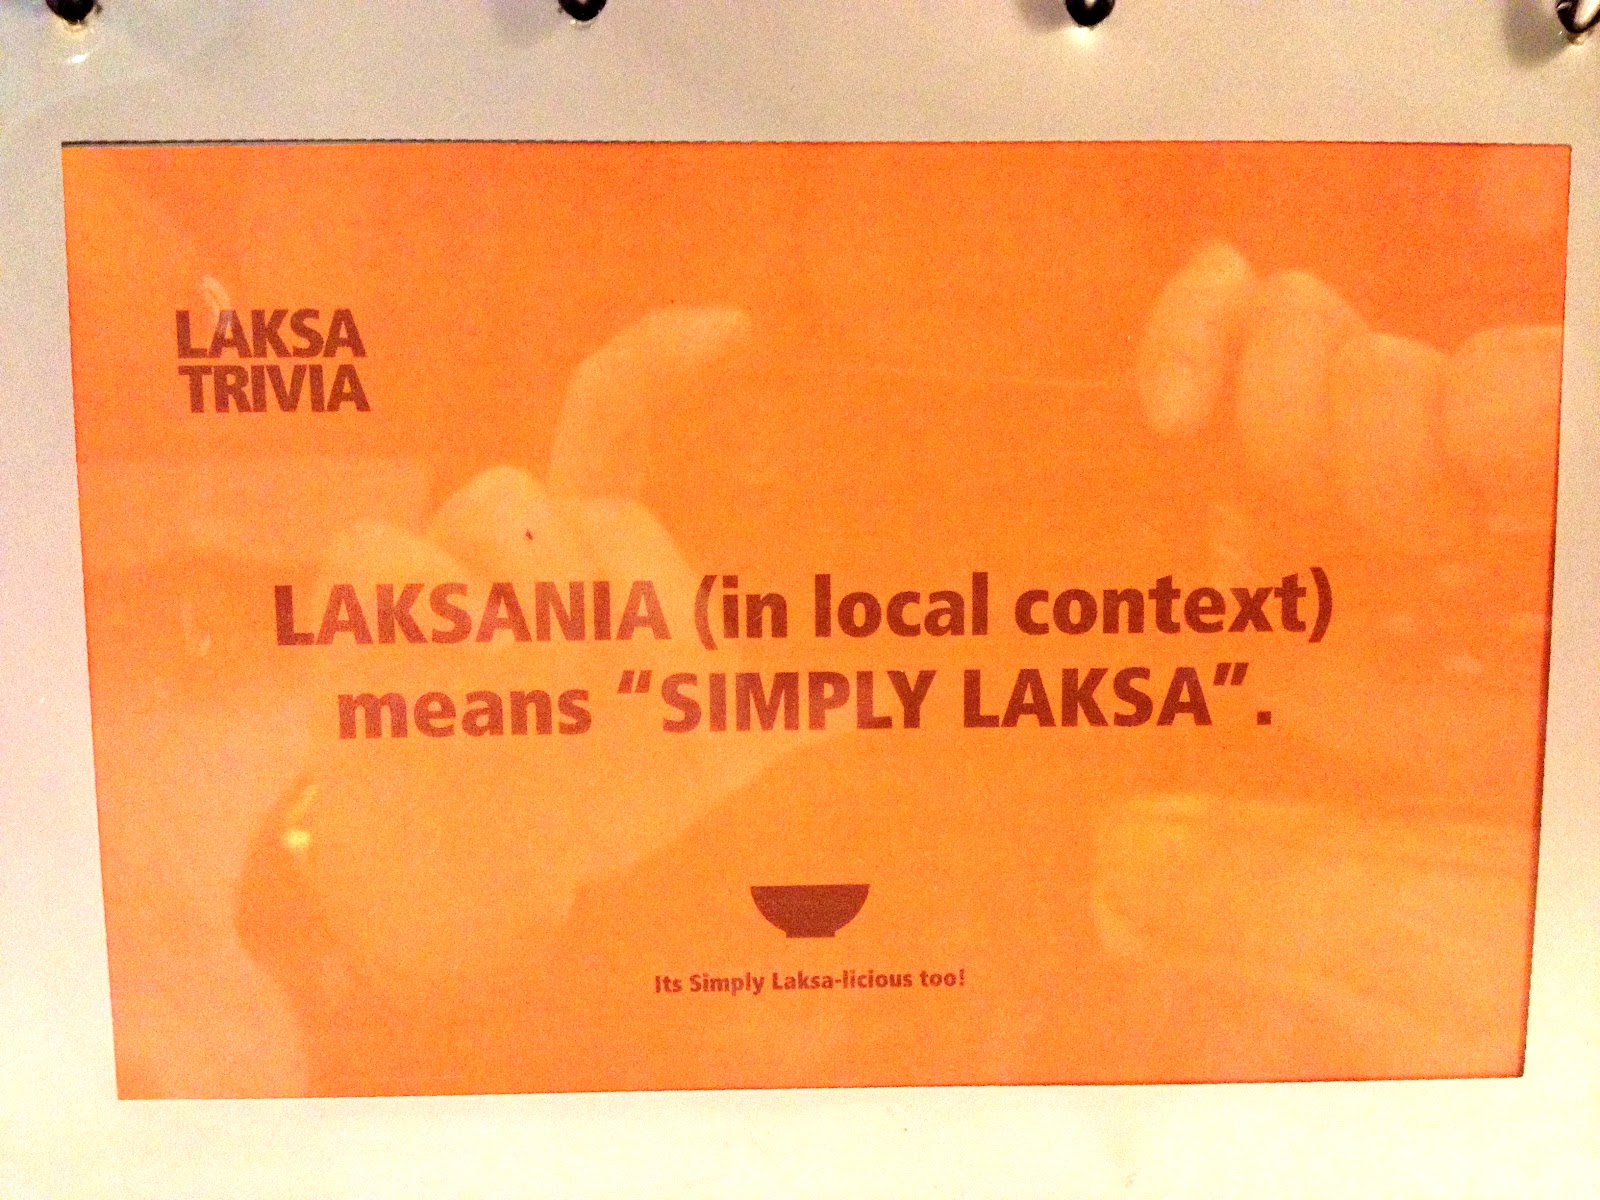 LAKSA
TRIVIA
LAKSANIA (in local context)
means “SIMPLY LAKSA”.
Its Simply Laksa-licious too!